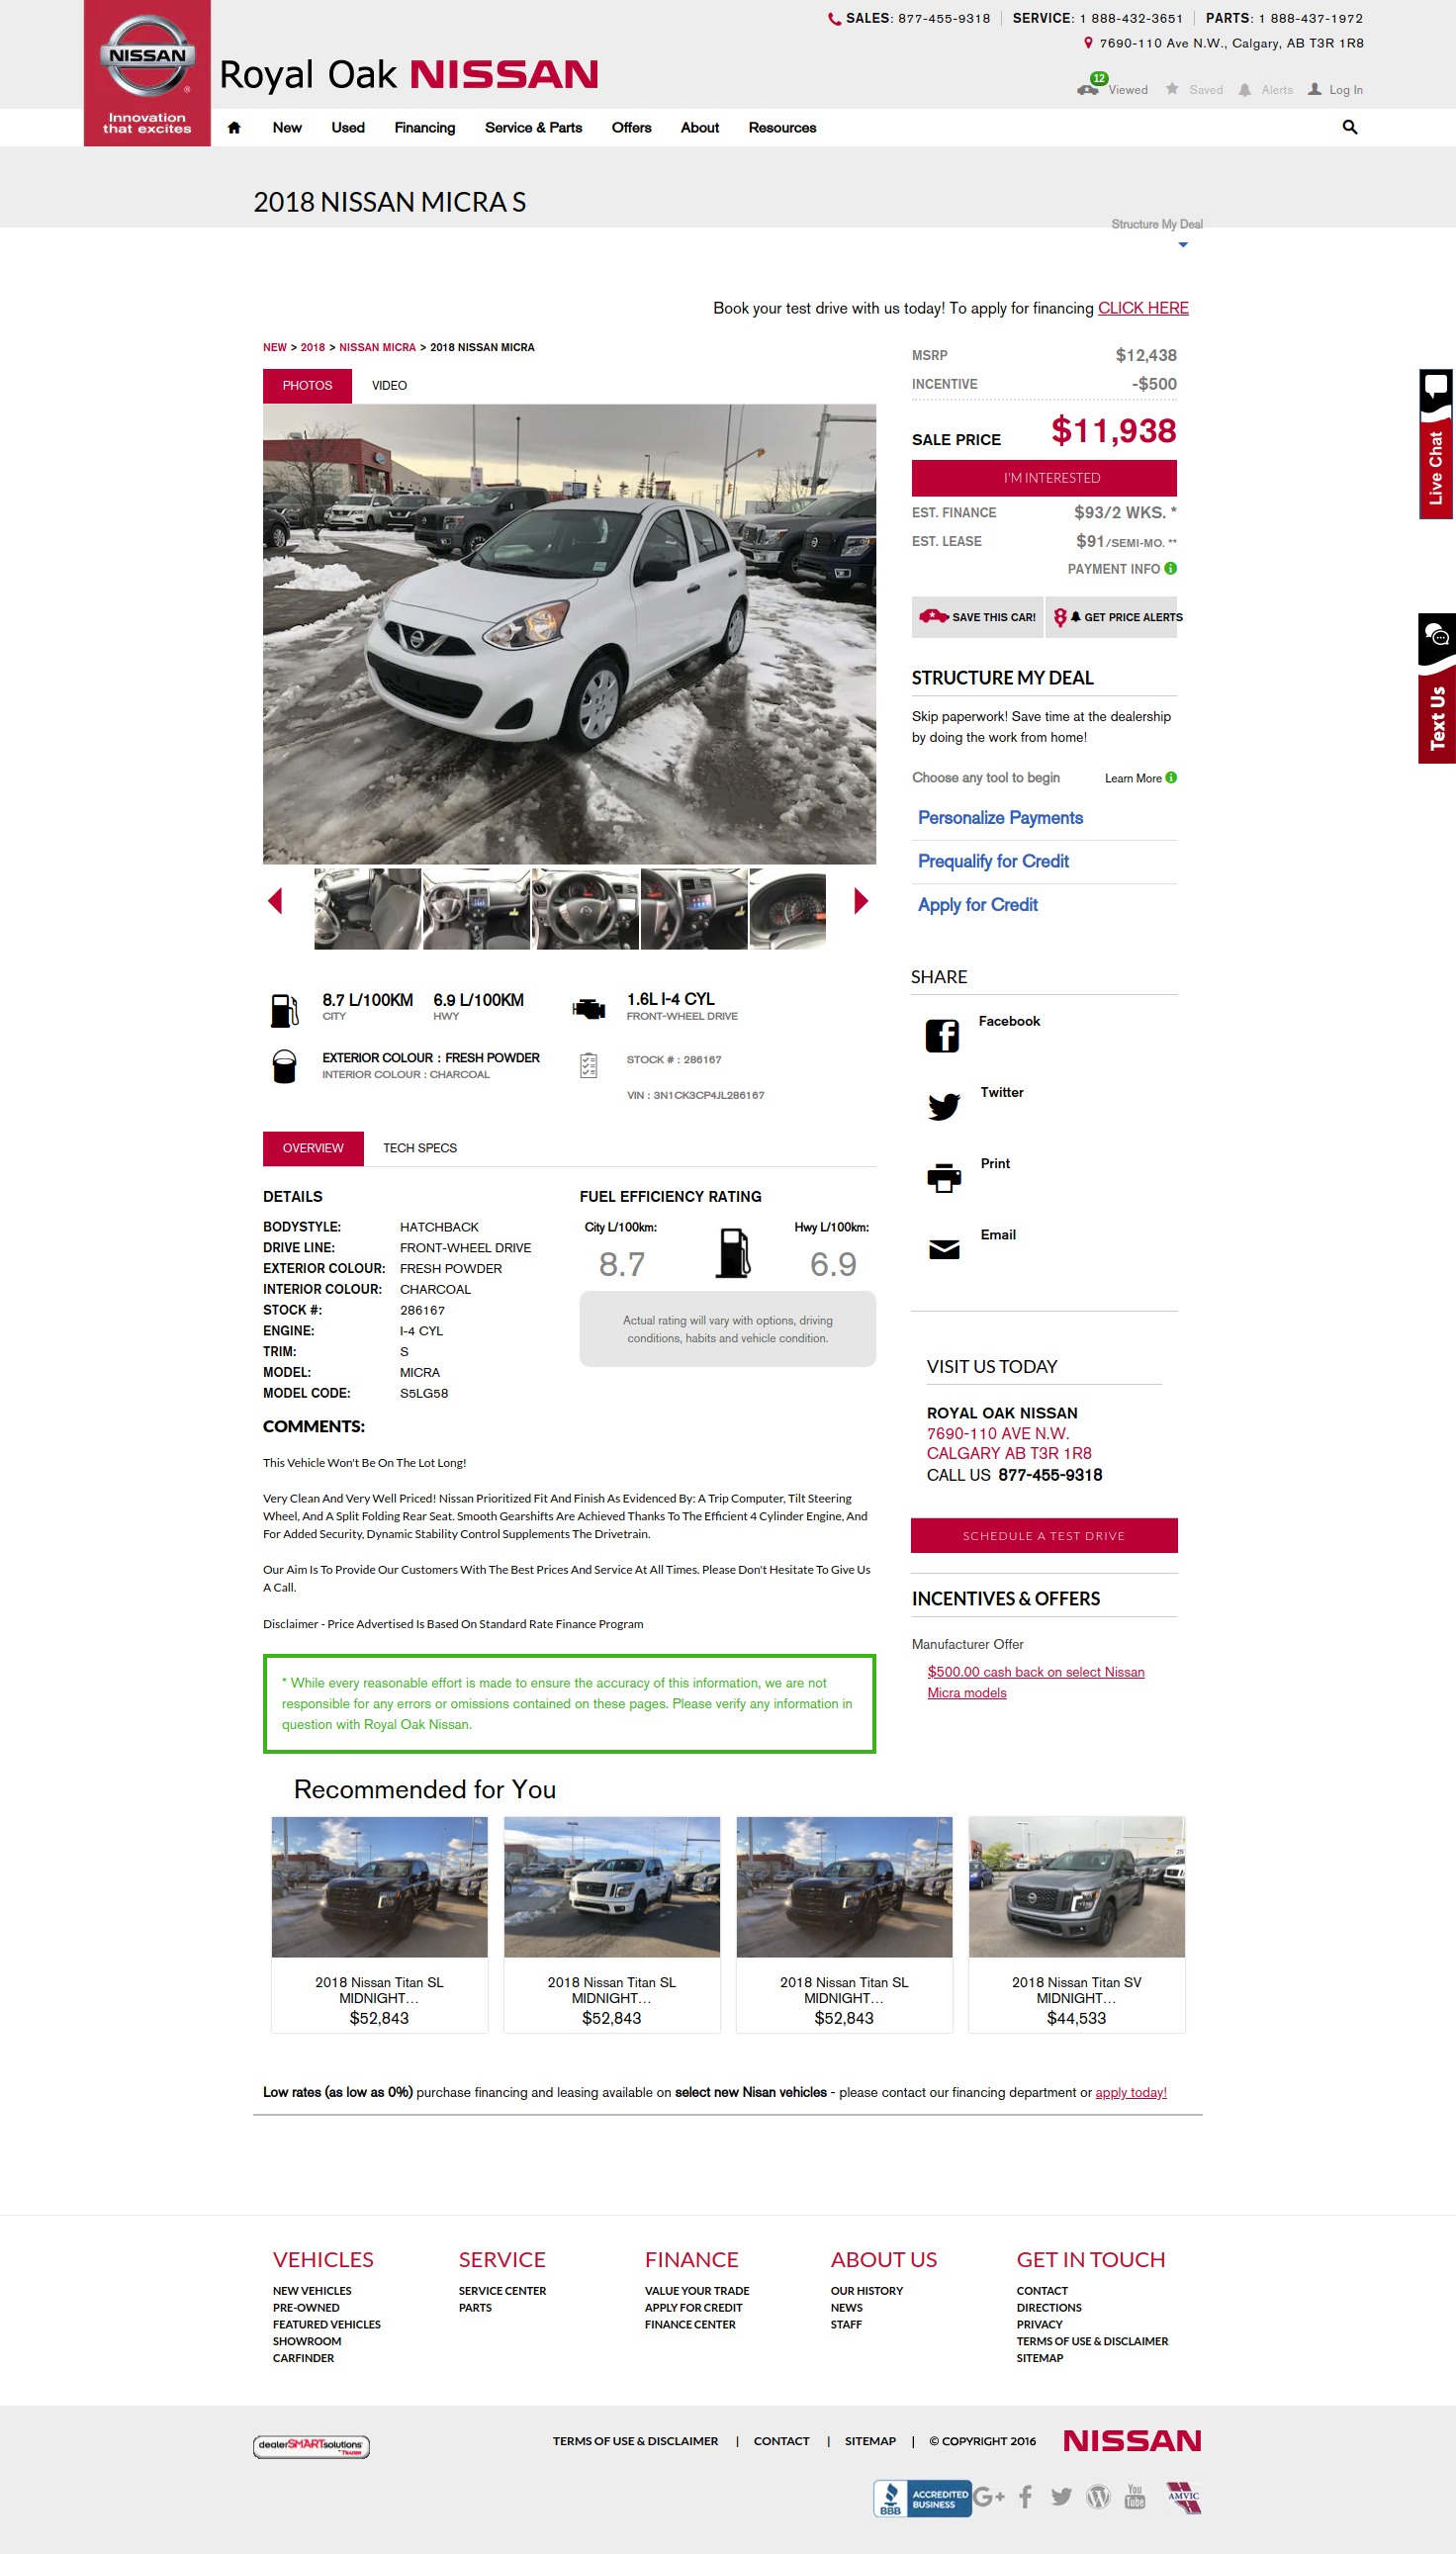 SALES: 877-455-9318 SERVICE: 1 888-432-3651 PARTS: 1 888-437-1972
7690-110 Ave N.W., Calgary, AB T3R 1R8
NISSAN
Innovation
that excites
Royal Oak NISSAN
12
Viewed Saved Alerts Log In
New Used Financing Service & Parts Offers About Resources
2018 NISSAN MICRA S
Structure My Deal
Book your test drive with us today! To apply for financing CLICK HERE
NEW > 2018 > NISSAN MICRA > 2018 NISSAN MICRA
PHOTOS VIDEO
MSRP $12,438
INCENTIVE -$500
SALE PRICE $11,938
I'M INTERESTED
EST. FINANCE $93/2 WKS. *
EST. LEASE $91/SEMI-MO. **
PAYMENT INFO
SAVE THIS CAR! GET PRICE ALERTS
Live Chat
Text Us
STRUCTURE MY DEAL
Skip paperwork! Save time at the dealership
by doing the work from home!
Choose any tool to begin Learn More
Personalize Payments
Prequalify for Credit
Apply for Credit
8.7 L/100KM 6.9 L/100KM
CITY HWY
1.6L I-4 CYL
FRONT-WHEEL DRIVE
EXTERIOR COLOUR : FRESH POWDER
INTERIOR COLOUR : CHARCOAL
STOCK # : 286167
VIN : 3N1CK3CP4JL286167
SHARE
Facebook
Twitter
Print
Email
OVERVIEW TECH SPECS
DETAILS
BODYSTYLE: HATCHBACK
DRIVE LINE: FRONT-WHEEL DRIVE
EXTERIOR COLOUR: FRESH POWDER
INTERIOR COLOUR: CHARCOAL
STOCK #: 286167
ENGINE: I-4 CYL
TRIM: S
MODEL: MICRA
MODEL CODE: S5LG58
FUEL EFFICIENCY RATING
City L/100km: Hwy L/100km:
8.7 6.9
Actual rating will vary with options, driving
conditions, habits and vehicle condition.
COMMENTS:
This Vehicle Won't Be On The Lot Long!
Very Clean And Very Well Priced! Nissan Prioritized Fit And Finish As Evidenced By: A Trip Computer, Tilt Steering
Wheel, And A Split Folding Rear Seat. Smooth Gearshifts Are Achieved Thanks To The Efficient 4 Cylinder Engine, And
For Added Security, Dynamic Stability Control Supplements The Drivetrain.
Our Aim Is To Provide Our Customers With The Best Prices And Service At All Times. Please Don't Hesitate To Give Us
A Call.
Disclaimer - Price Advertised Is Based On Standard Rate Finance Program
* While every reasonable effort is made to ensure the accuracy of this information, we are not
responsible for any errors or omissions contained on these pages. Please verify any information in
question with Royal Oak Nissan.
VISIT US TODAY
ROYAL OAK NISSAN
7690-110 AVE N.W.
CALGARY AB T3R 1R8
CALL US 877-455-9318
SCHEDULE A TEST DRIVE
INCENTIVES & OFFERS
Manufacturer Offer
$500.00 cash back on select Nissan
Micra models
Recommended for You
2018 Nissan Titan SL
MIDNIGHT...
$52,843
2018 Nissan Titan SL
MIDNIGHT...
$52,843
2018 Nissan Titan SL
MIDNIGHT...
$52,843
2018 Nissan Titan SV
MIDNIGHT...
$44,533
Low rates (as low as 0%) purchase financing and leasing available on select new Nisan vehicles - please contact our financing department or apply today!
VEHICLES
NEW VEHICLES
PRE-OWNED
FEATURED VEHICLES
SHOWROOM
CARFINDER
SERVICE
SERVICE CENTER
PARTS
FINANCE
VALUE YOUR TRADE
APPLY FOR CREDIT
FINANCE CENTER
ABOUT US
OUR HISTORY
NEWS
STAFF
GET IN TOUCH
CONTACT
DIRECTIONS
PRIVACY
TERMS OF USE & DISCLAIMER
SITEMAP
dealerSMARTsolutions
TRADER
TERMS OF USE & DISCLAIMER | CONTACT | SITEMAP | © COPYRIGHT 2016 NISSAN
BBB ACCREDITED
BUSINESS
G+
You
Tube
AMVIC